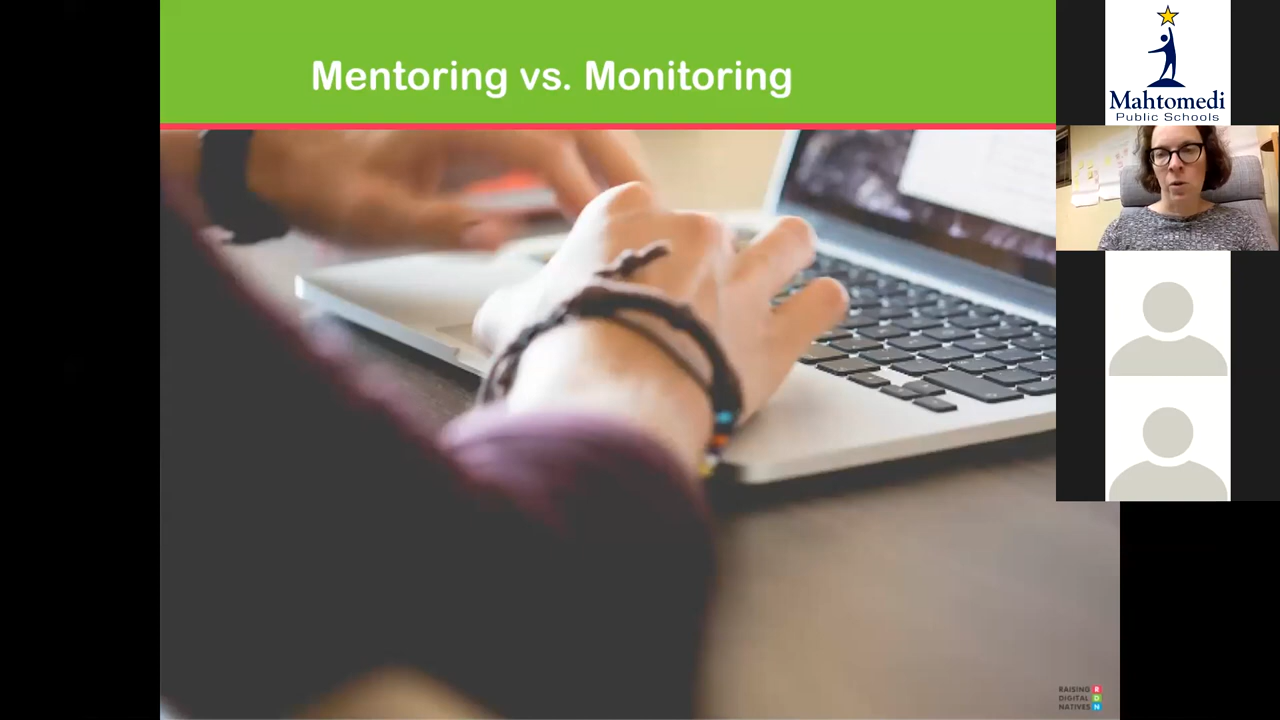 Mentoring vs. Monitoring
Mahtomedi
Public Schools
RAISING R
DIGITAL D
NATIVES N